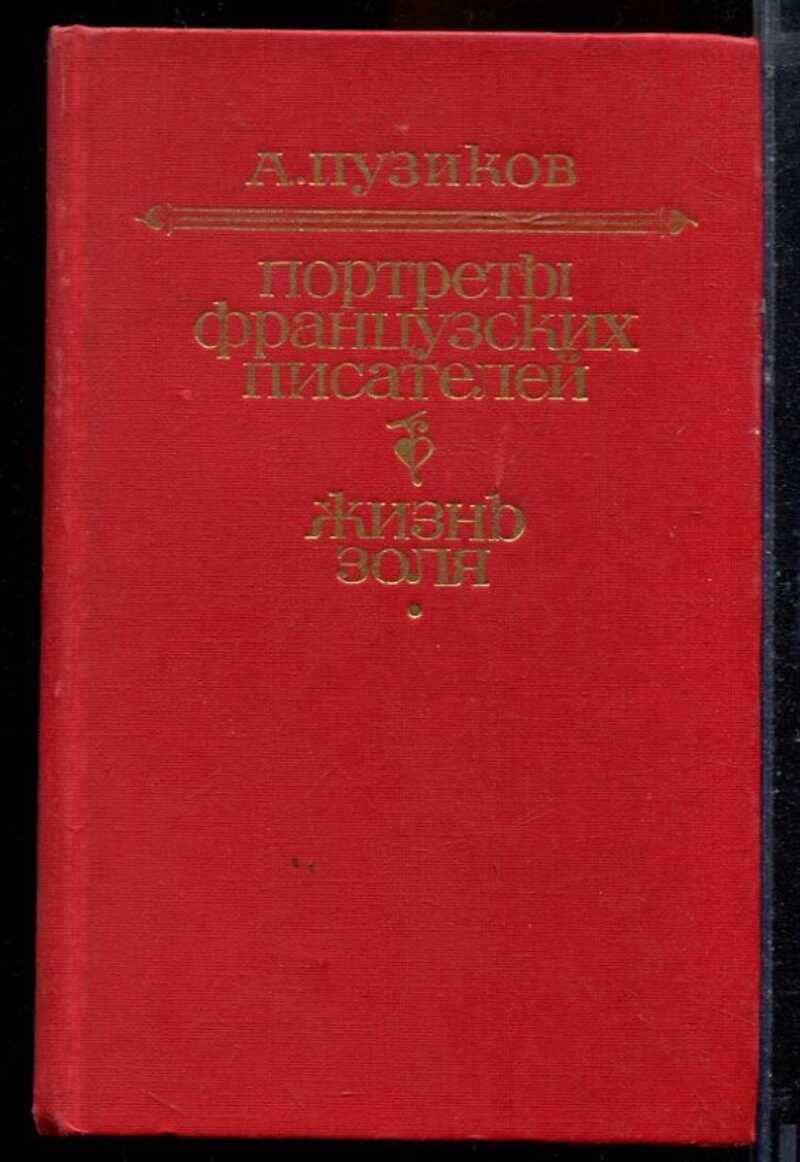 А. ПУЗИКОВ
ПОРТРЕТЫ
ФРАНЦУЗСКИХ
ПИСАТЕЛЕЙ
ЖИЗНЬ
ЗОЛЯ